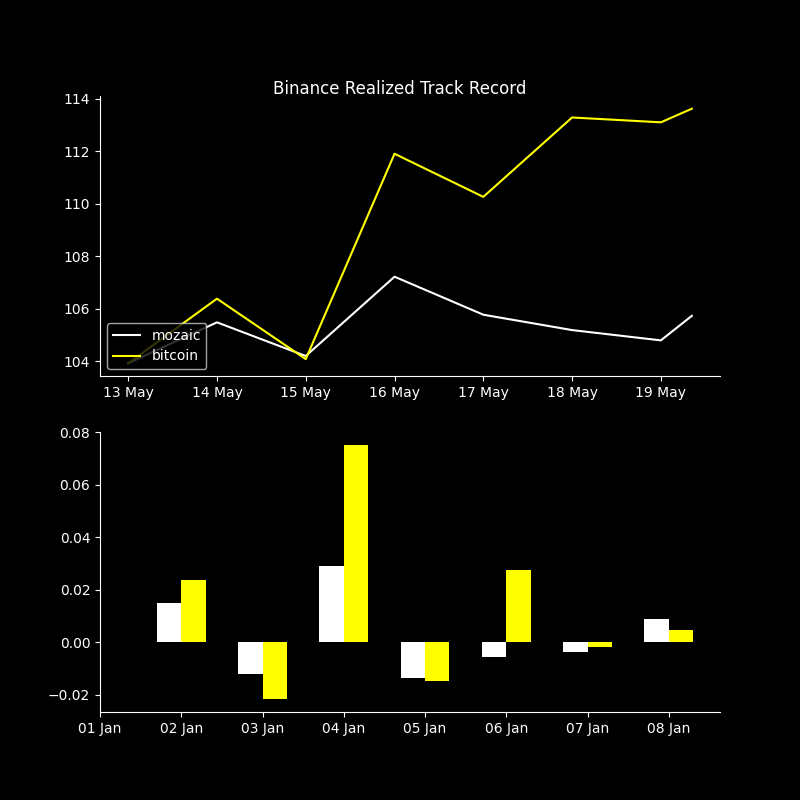 Binance Realized Track Record
114
112
110
108
106
104
mozaic
bitcoin
13 May 14 May 15 May 16 May 17 May 18 May 19 May
0.08
0.06
0.04
0.02
0.00
−0.02
01 Jan 02 Jan 03 Jan 04 Jan 05 Jan 06 Jan 07 Jan 08 Jan